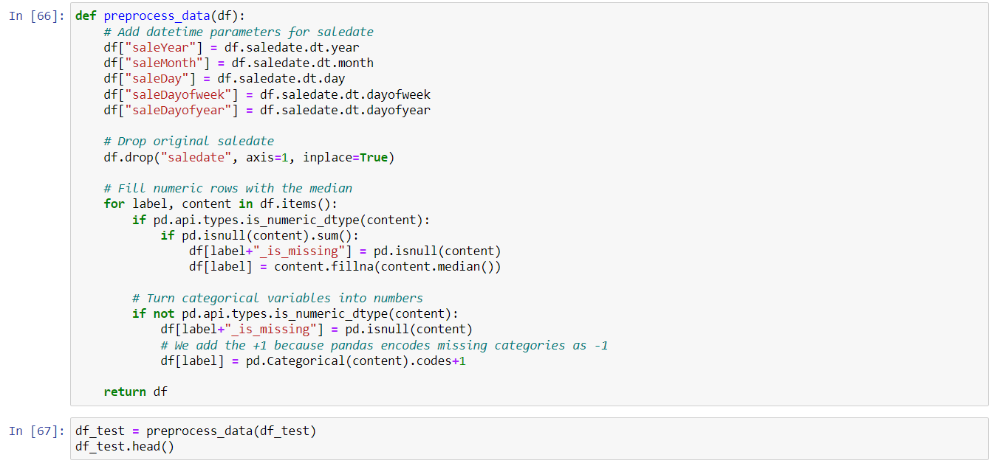 In [66]: def preprocess_data(df):
    # Add datetime parameters for saledate
    df["saleYear"] = df.saledate.dt.year
    df["saleMonth"] = df.saledate.dt.month
    df["saleDay"] = df.saledate.dt.day
    df["saleDayofweek"] = df.saledate.dt.dayofweek
    df["saleDayofyear"] = df.saledate.dt.dayofyear

    # Drop original saledate
    df.drop("saledate", axis=1, inplace=True)

    # Fill numeric rows with the median
    for label, content in df.items():
        if pd.api.types.is_numeric_dtype(content):
            if pd.isnull(content).sum():
                df[label+"_is_missing"] = pd.isnull(content)
                df[label] = content.fillna(content.median())

        # Turn categorical variables into numbers
        if not pd.api.types.is_numeric_dtype(content):
            df[label+"_is_missing"] = pd.isnull(content)
            # We add the +1 because pandas encodes missing categories as -1
            df[label] = pd.Categorical(content).codes+1

    return df

In [67]: df_test = preprocess_data(df_test)
df_test.head()